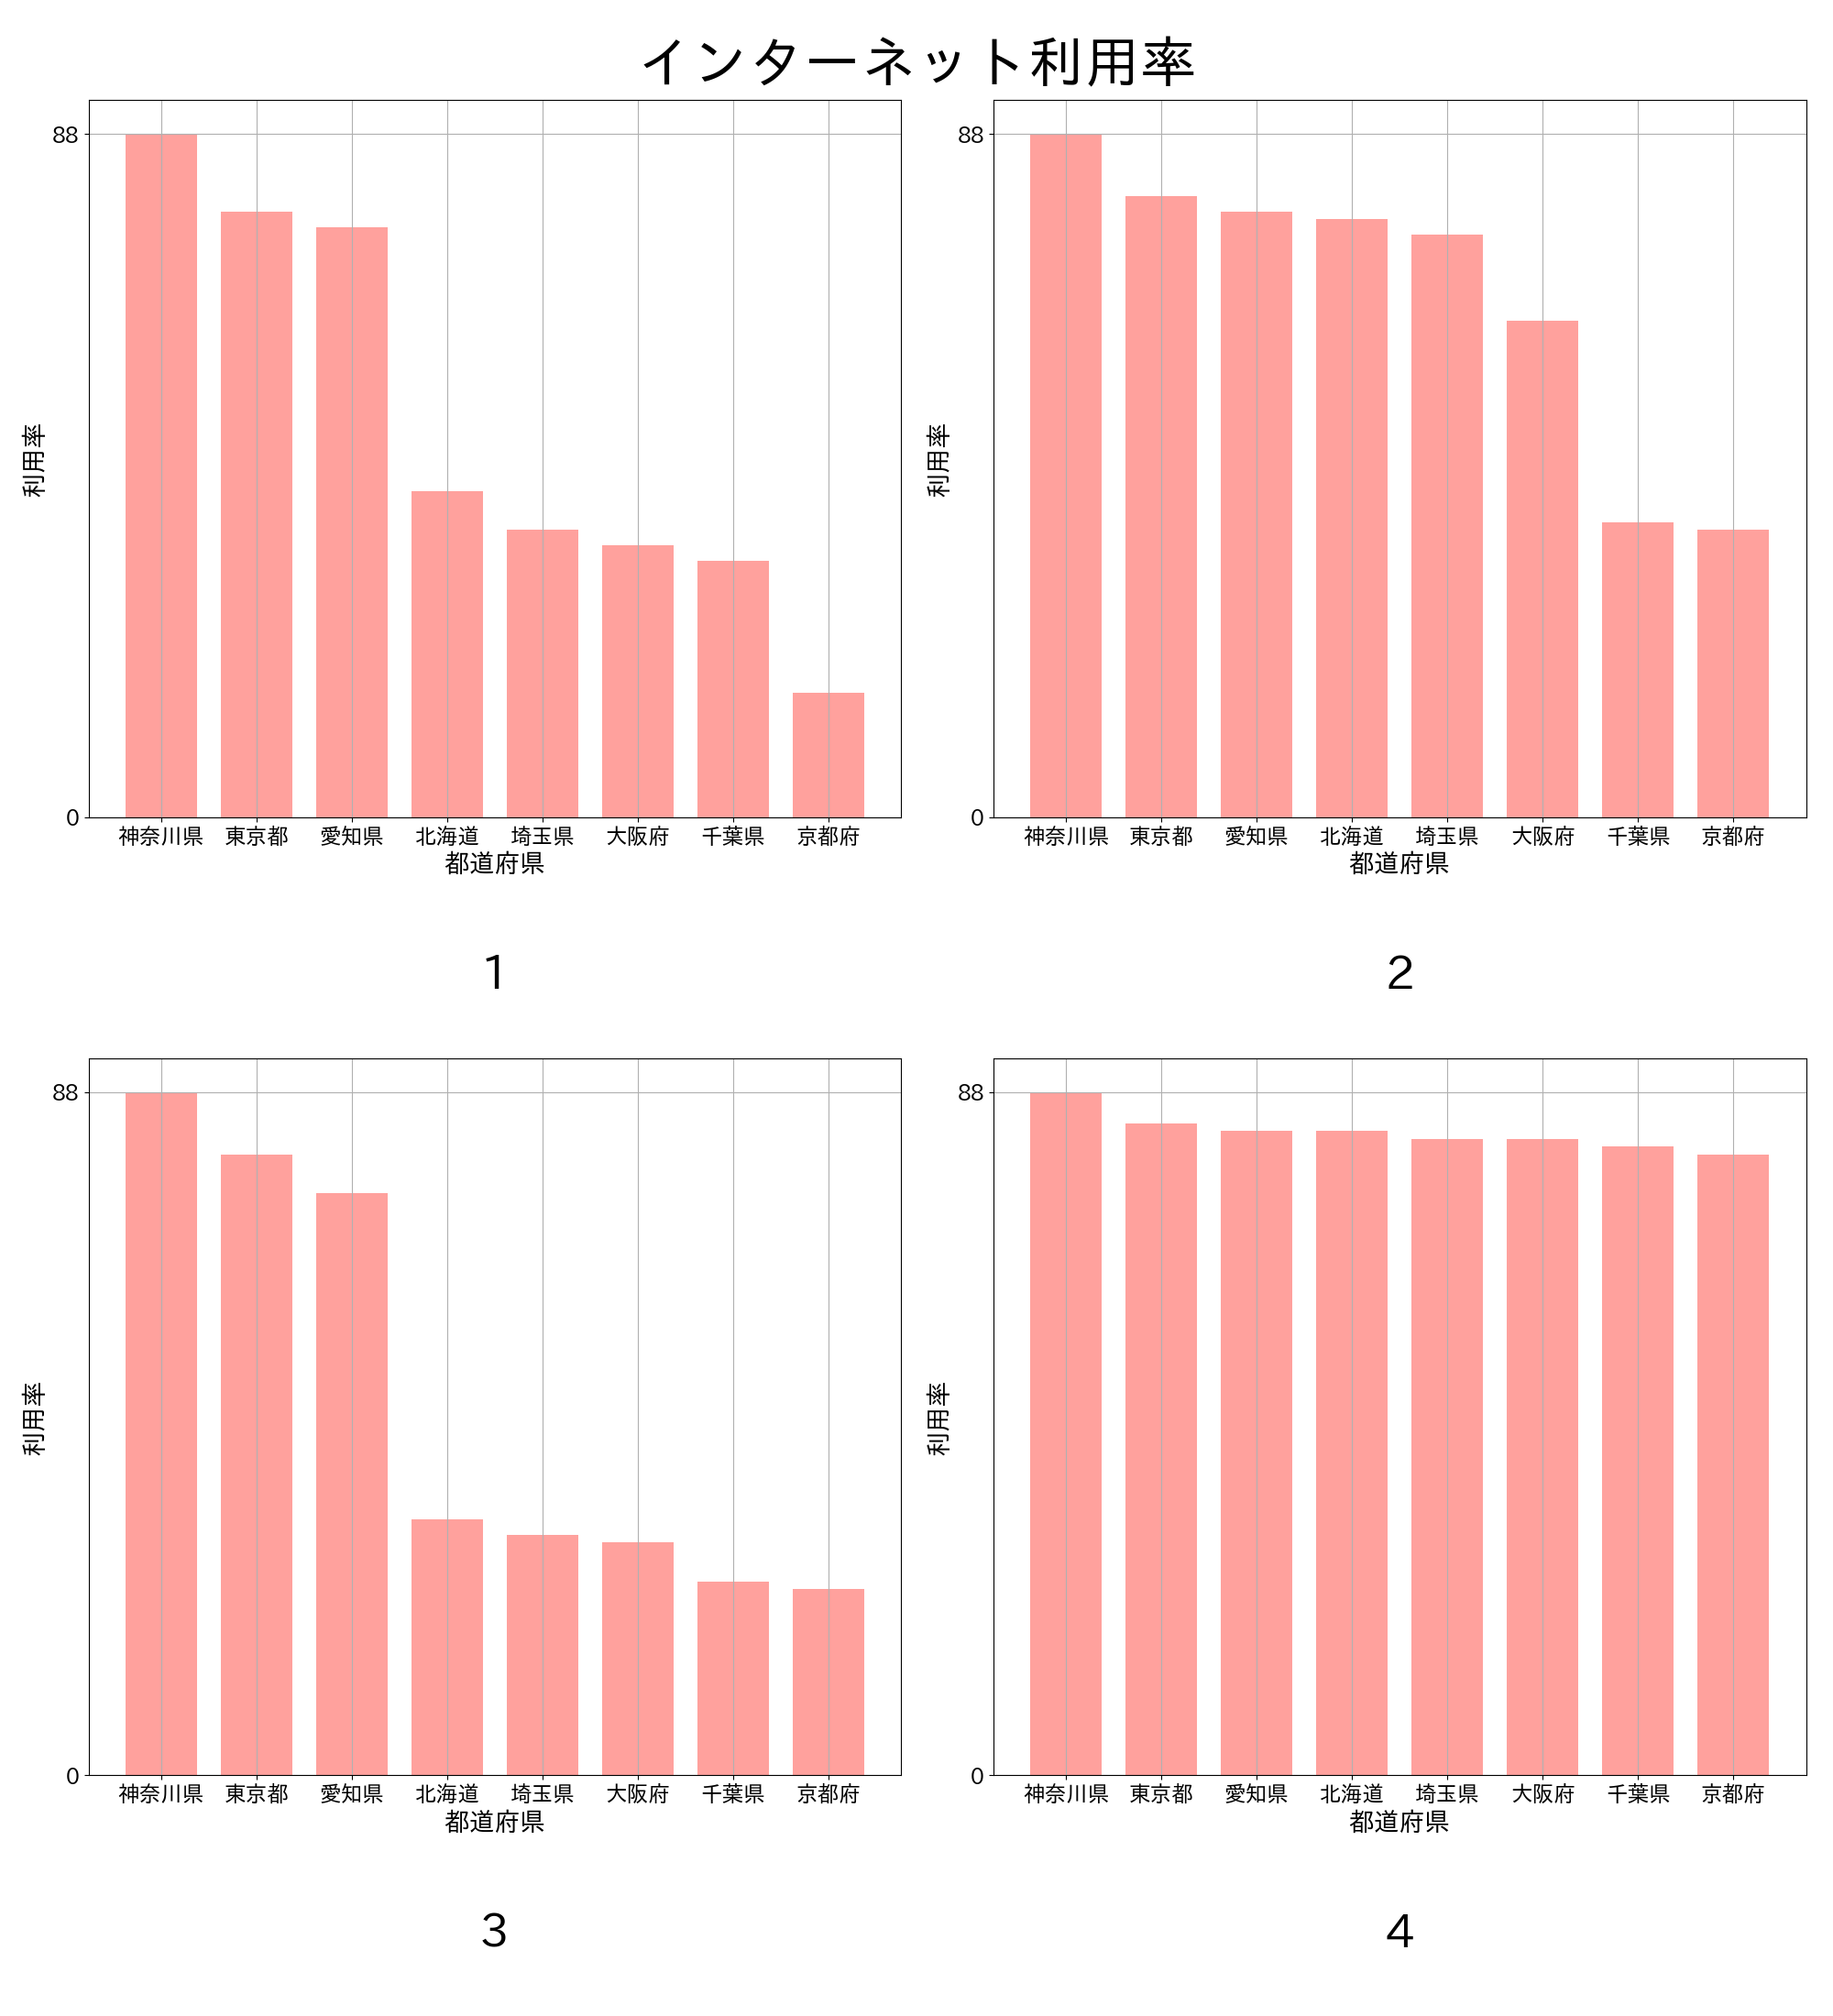 インターネット利用率
88
0
利用率
神奈川県 東京都 愛知県 北海道 埼玉県 大阪府 千葉県 京都府
都道府県
1
88
0
利用率
神奈川県 東京都 愛知県 北海道 埼玉県 大阪府 千葉県 京都府
都道府県
2
88
0
利用率
神奈川県 東京都 愛知県 北海道 埼玉県 大阪府 千葉県 京都府
都道府県
3
88
0
利用率
神奈川県 東京都 愛知県 北海道 埼玉県 大阪府 千葉県 京都府
都道府県
4